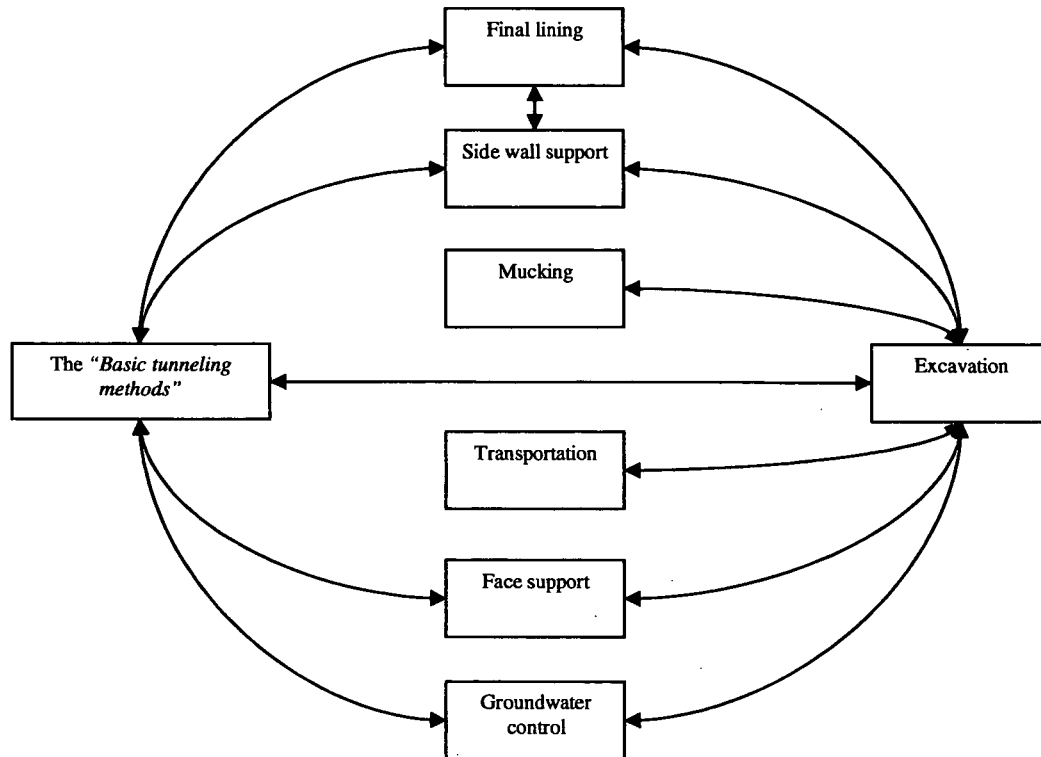 Final lining
Side wall support
Mucking
The “Basic tunneling
methods”
Excavation
Transportation
Face support
Groundwater
control